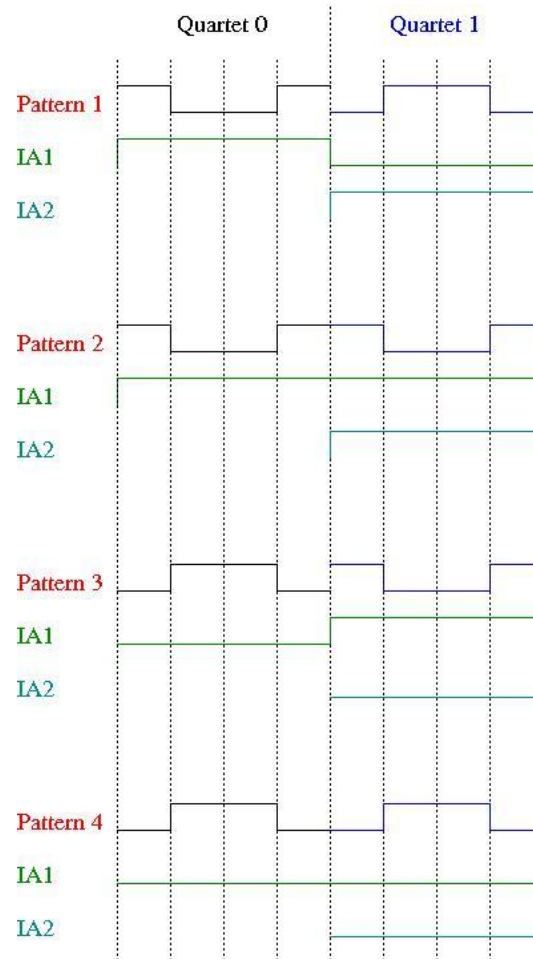 Quartet 0 Quartet 1
Pattern 1
IA1
IA2
Pattern 2
IA1
IA2
Pattern 3
IA1
IA2
Pattern 4
IA1
IA2